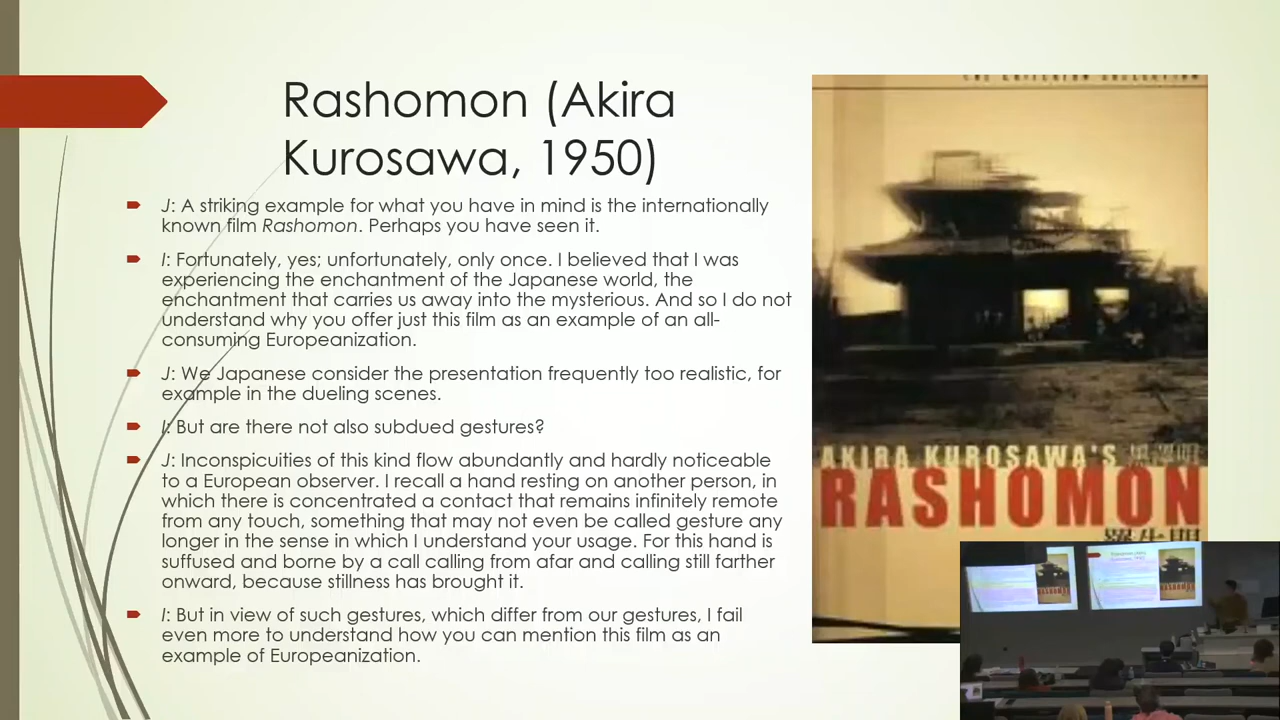 Rashomon (Akira
Kurosawa, 1950)
J: A striking example for what you have in mind is the internationally
known film Rashomon. Perhaps you have seen it.
I: Fortunately, yes; unfortunately, only once. I believed that I was
experiencing the enchantment of the Japanese world, the
enchantment that carries us away into the mysterious. And so I do not
understand why you offer just this film as an example of an all-
consuming Europeanization.
J: We Japanese consider the presentation frequently too realistic, for
example in the dueling scenes.
I: But are there not also subdued gestures?
J: Inconspicuities of this kind flow abundantly and hardly noticeable
to a European observer. I recall a hand resting on another person, in
which there is concentrated a contact that remains infinitely remote
from any touch, something that may not even be called gesture any
longer in the sense in which I understand your usage. For this hand is
suffused and borne by a call calling from afar and calling still farther
onward, because stillness has brought it.
I: But in view of such gestures, which differ from our gestures, I fail
even more to understand how you can mention this film as an
example of Europeanization.
THE CRITERION COLLECTION
AKIRA KUROSAWA'S
RASHOMON